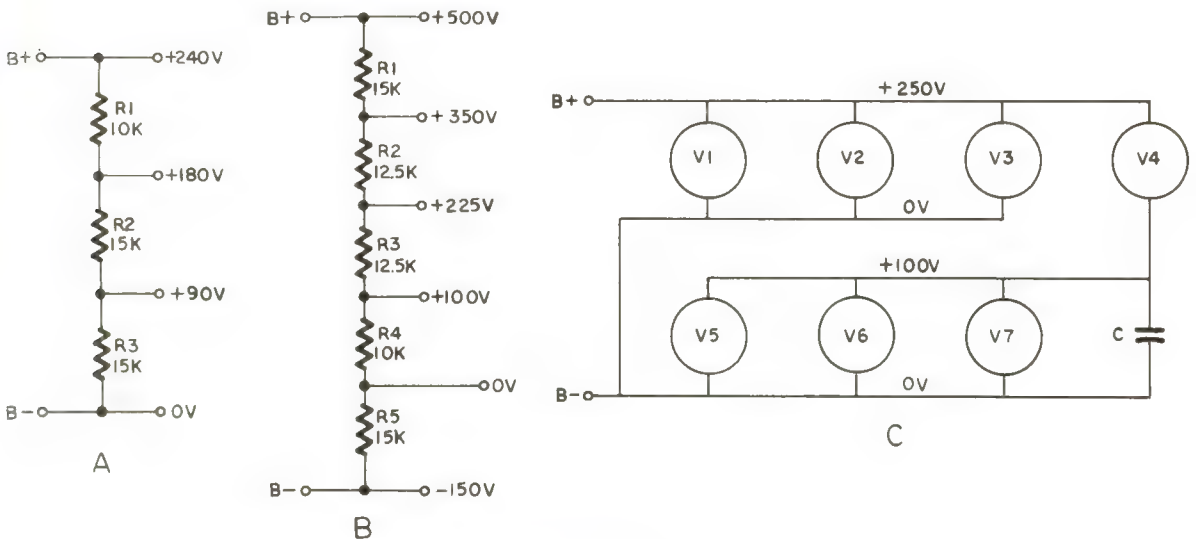 B+
+240V
R1
10K
+180V
R2
15K
+90V
R3
15K
B-
0V
A
B+
+500V
R1
15K
+350V
R2
12.5K
+225V
R3
12.5K
+100V
R4
10K
0V
R5
15K
B-
-150V
B
B+
+250V
V1
V2
V3
V4
0V
+100V
V5
V6
V7
C
0V
B-
C